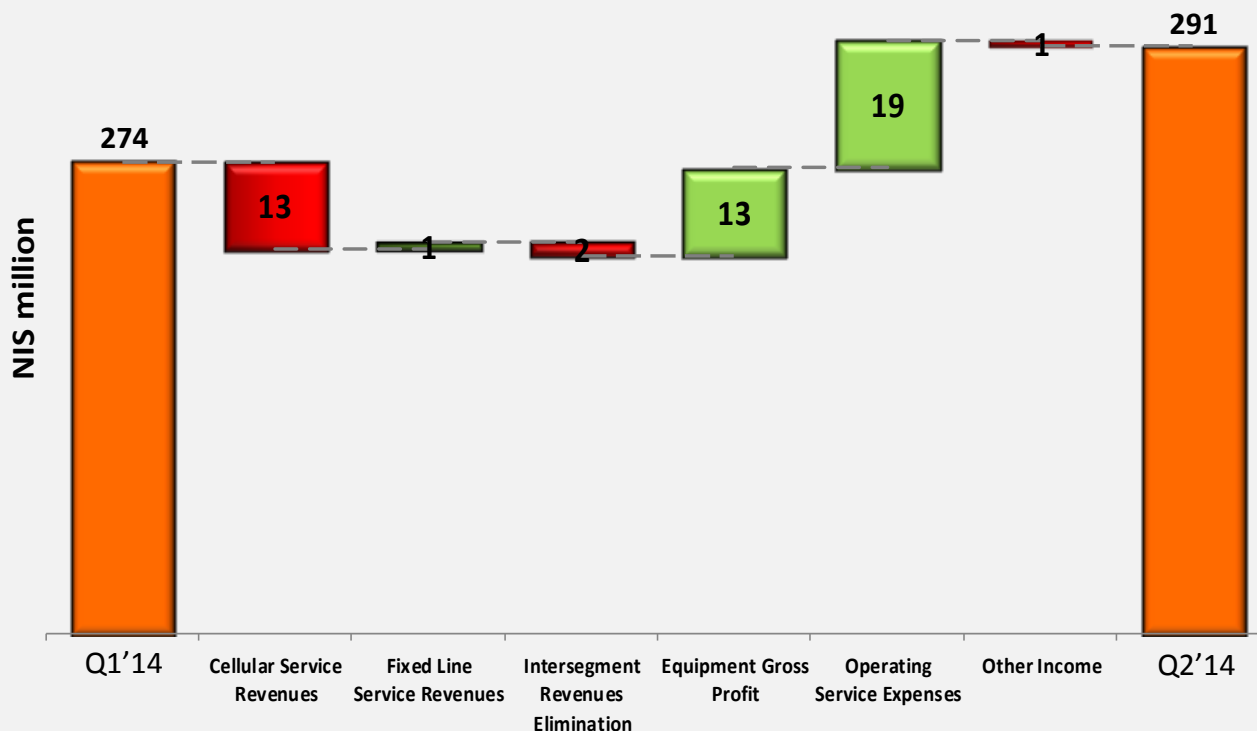 291
1
19
274
13
13
1
2
NIS million
Q1’14
Cellular Service
Revenues
Fixed Line
Service Revenues
Intersegment
Revenues
Elimination
Equipment Gross
Profit
Operating
Service Expenses
Other Income
Q2’14